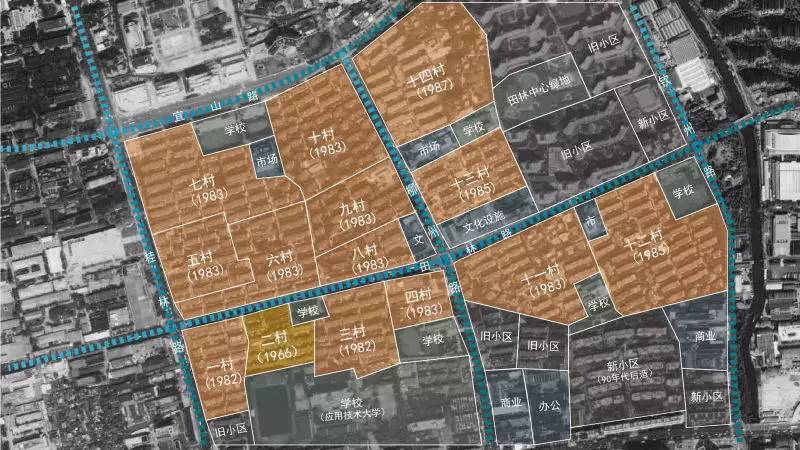 十四村
(1987)
旧小区
田林中心绿地
钦
州
路
新小区
旧小区
宜山路
学校
市场
十村
(1983)
市场
学校
七村
(1983)
柳
州
路
十三村
(1985)
九村
(1983)
文化设施
文
学校
五村
(1983)
六村
(1983)
八村
(1983)
田林路
市
十二村
(1985)
十一村
(1983)
桂
林
路
学校
二村
(1966)
三村
(1982)
四村
(1983)
学校
学校
一村
(1982)
旧小区
旧小区
新小区
(90年代后造)
商业
学校
(应用技术大学)
商业
办公
新小区
旧小区